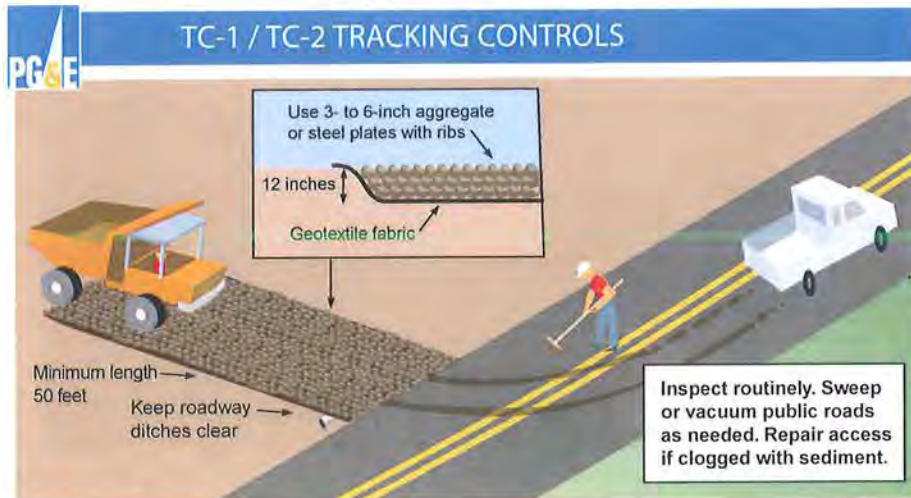 PG&E
TC-1 / TC-2 TRACKING CONTROLS
Use 3- to 6-inch aggregate
or steel plates with ribs
12 inches
Geotextile fabric
Minimum length
50 feet
Keep roadway
ditches clear
Inspect routinely. Sweep
or vacuum public roads
as needed. Repair access
if clogged with sediment.